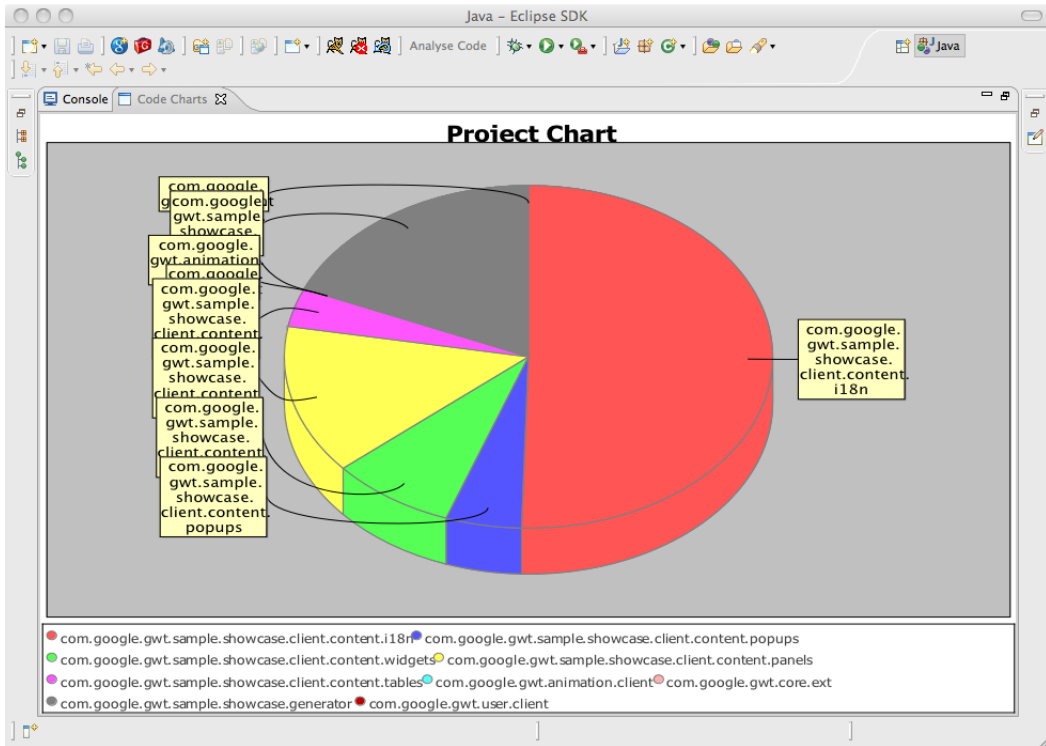 Java – Eclipse SDK
Analyse Code
Java
Console
Code Charts
Project Chart
com.google.
gcom.google.t
gwt.sample
showcase.
com.google.
gwt.animation
com.google.
com.google.
gwt.sample.
showcase.
client.content
com.google.
gwt.sample.
showcase.
client.content
com.google.
gwt.sample.
showcase.
client.content
com.google.
gwt.sample.
showcase.
client.content.
popups
com.google.
gwt.sample.
showcase.
client.content.
i18n
com.google.gwt.sample.showcase.client.content.i18n com.google.gwt.sample.showcase.client.content.popups
com.google.gwt.sample.showcase.client.content.widgets com.google.gwt.sample.showcase.client.content.panels
com.google.gwt.sample.showcase.client.content.tables com.google.gwt.animation.client com.google.gwt.core.ext
com.google.gwt.sample.showcase.generator com.google.gwt.user.client